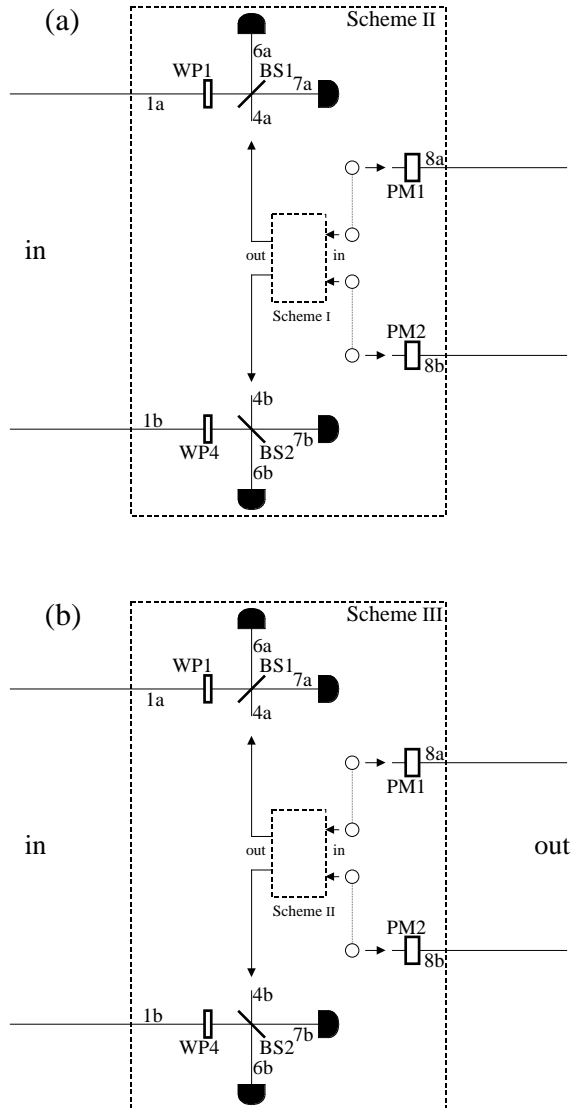 (a)
Scheme II
6a
WP1
BS1
7a
1a
4a
8a
PM1
in
out
in
Scheme I
PM2
8b
4b
1b
7b
WP4
BS2
6b
(b)
Scheme III
6a
WP1
BS1
7a
1a
4a
8a
PM1
in
out
in
out
Scheme II
PM2
8b
4b
1b
7b
WP4
BS2
6b